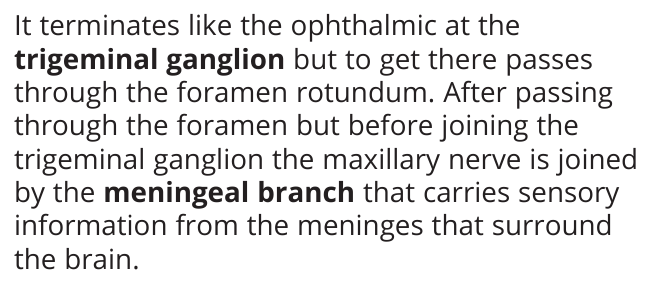 It terminates like the ophthalmic at the
trigeminal ganglion but to get there passes
through the foramen rotundum. After passing
through the foramen but before joining the
trigeminal ganglion the maxillary nerve is joined
by the meningeal branch that carries sensory
information from the meninges that surround
the brain.